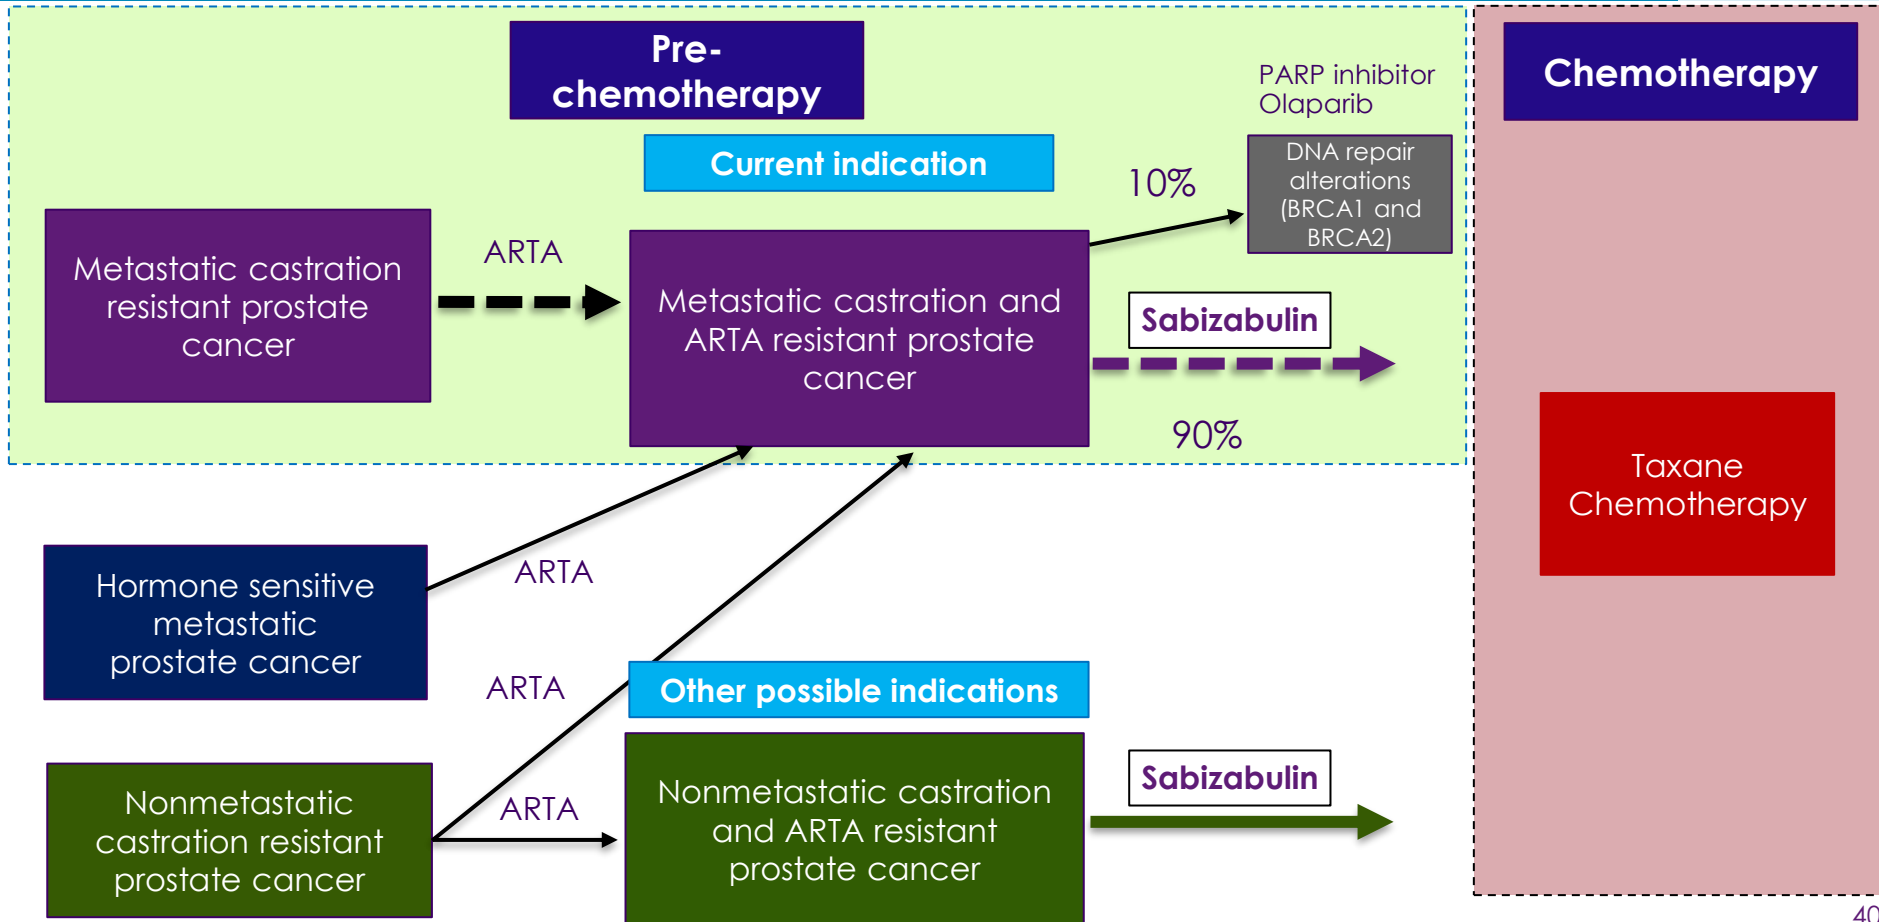 Pre-
chemotherapy
Chemotherapy
PARP inhibitor
Olaparib
Current indication
DNA repair
alterations
(BRCA1 and
BRCA2)
10%
Metastatic castration
resistant prostate
cancer
ARTA
Metastatic castration and
ARTA resistant prostate
cancer
Sabizabulin
90%
Taxane
Chemotherapy
Hormone sensitive
metastatic
prostate cancer
ARTA
ARTA
Other possible indications
Nonmetastatic
castration resistant
prostate cancer
ARTA
Nonmetastatic castration
and ARTA resistant
prostate cancer
Sabizabulin
40